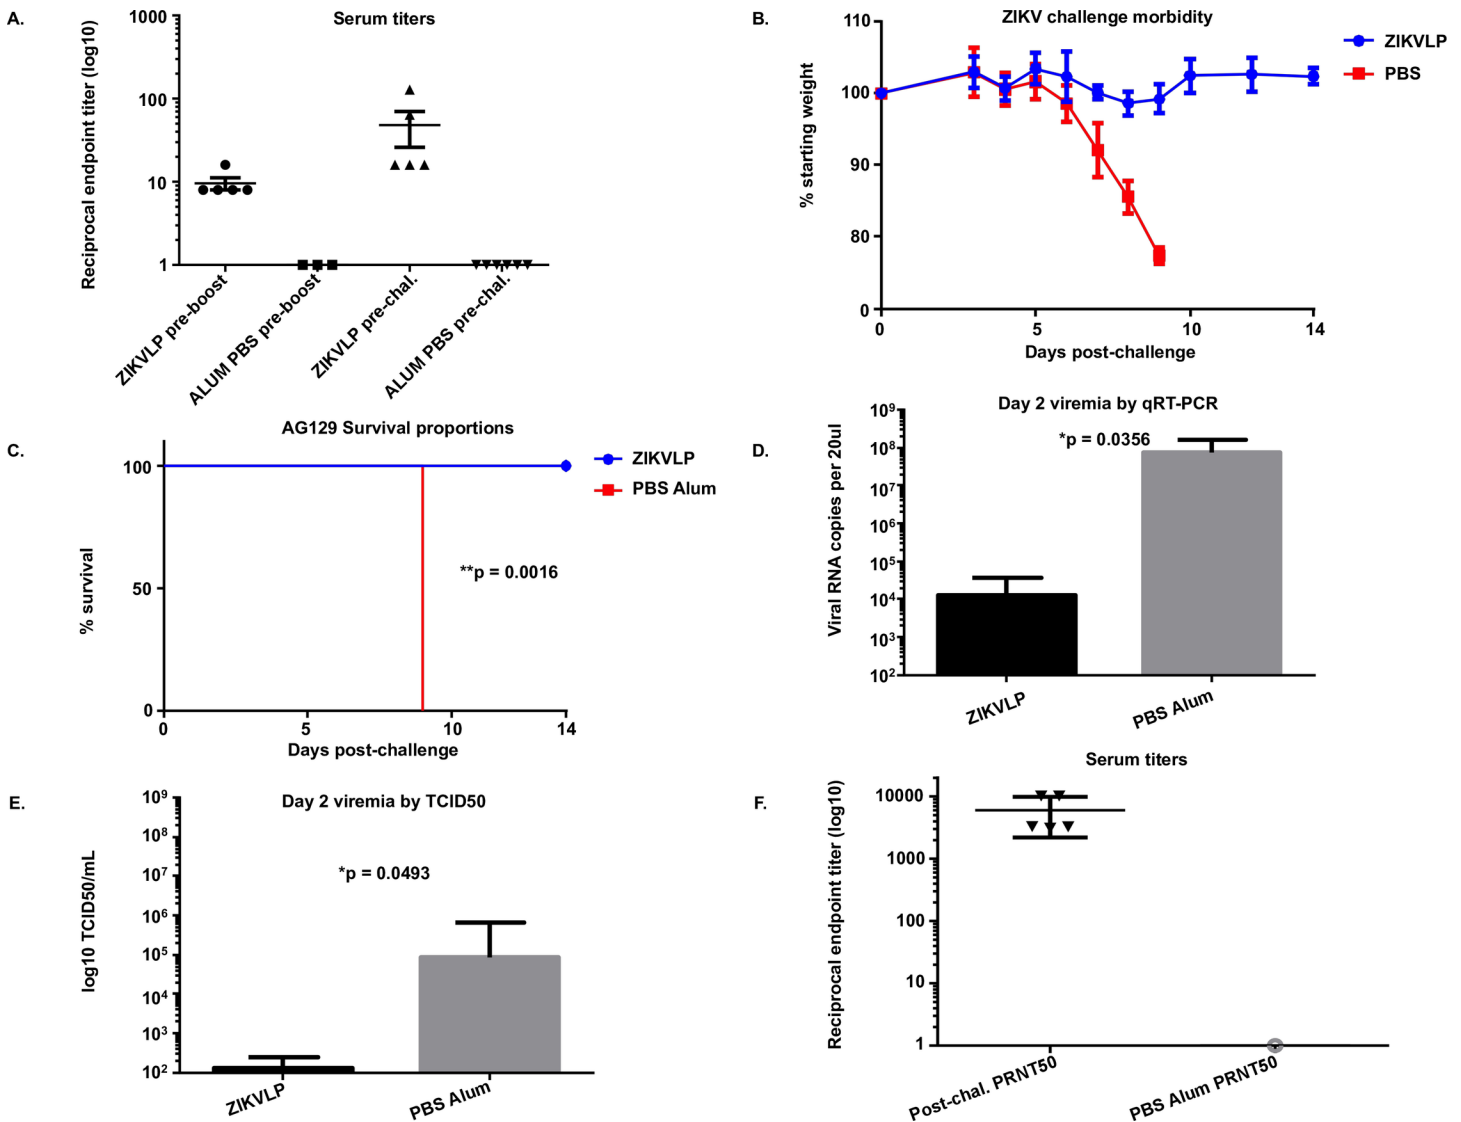 A.
Serum titers
Reciprocal endpoint titer (log10)
1000
100
10
1
ZIKVLP pre-boost
ALUM PBS pre-boost
ZIKVLP pre-chal.
ALUM PBS pre-chal.
B.
ZIKV challenge morbidity
% starting weight
110
100
90
80
0
0 5 10 14
Days post-challenge
ZIKVLP
PBS
C.
AG129 Survival proportions
% survival
100
50
0
0 5 10 14
Days post-challenge
**p = 0.0016
ZIKVLP
PBS Alum
D.
Day 2 viremia by qRT-PCR
*p = 0.0356
Viral RNA copies per 20ul
10⁹
10⁸
10⁷
10⁶
10⁵
10⁴
10³
10²
ZIKVLP
PBS Alum
E.
Day 2 viremia by TCID50
*p = 0.0493
log10 TCID50/mL
10⁹
10⁸
10⁷
10⁶
10⁵
10⁴
10³
10²
ZIKVLP
PBS Alum
F.
Serum titers
Reciprocal endpoint titer (log10)
10000
1000
100
10
1
Post-chal. PRNT50
PBS Alum PRNT50